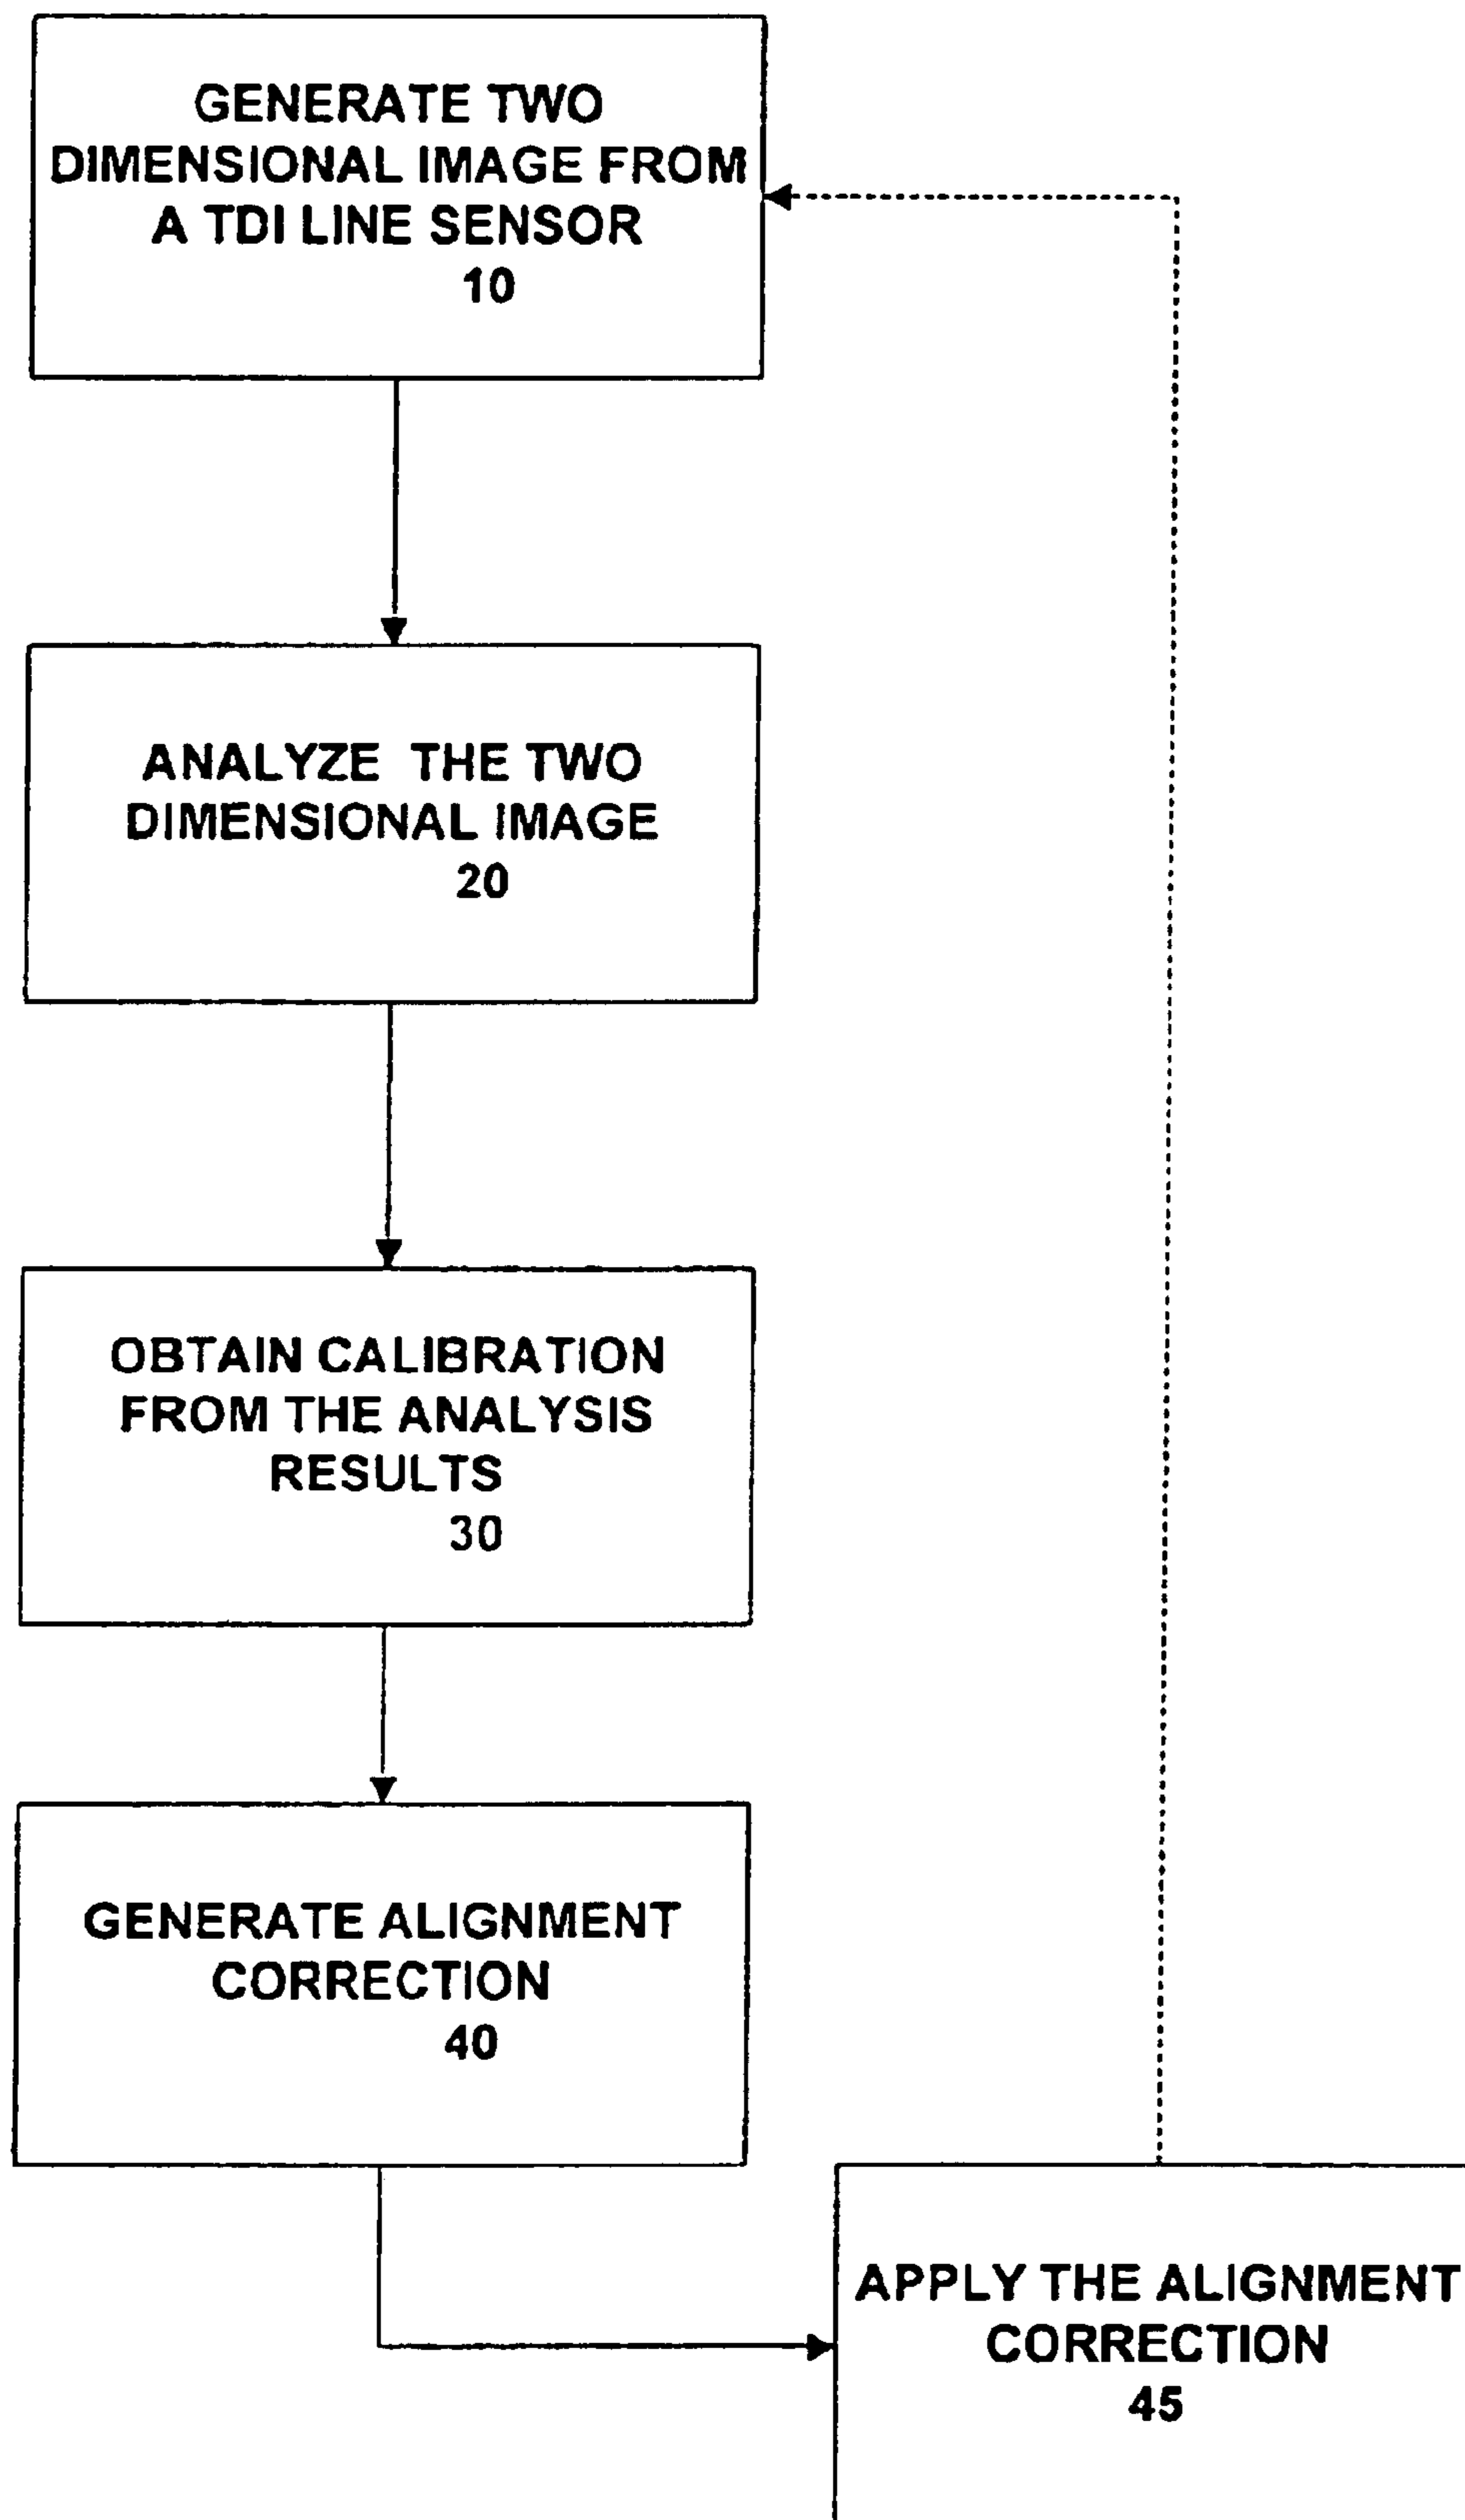 GENERATE TWO
DIMENSIONAL IMAGE FROM
A TDI LINE SENSOR
10
ANALYZE THE TWO
DIMENSIONAL IMAGE
20
OBTAIN CALIBRATION
FROM THE ANALYSIS
RESULTS
30
GENERATE ALIGNMENT
CORRECTION
40
APPLY THE ALIGNMENT
CORRECTION
45